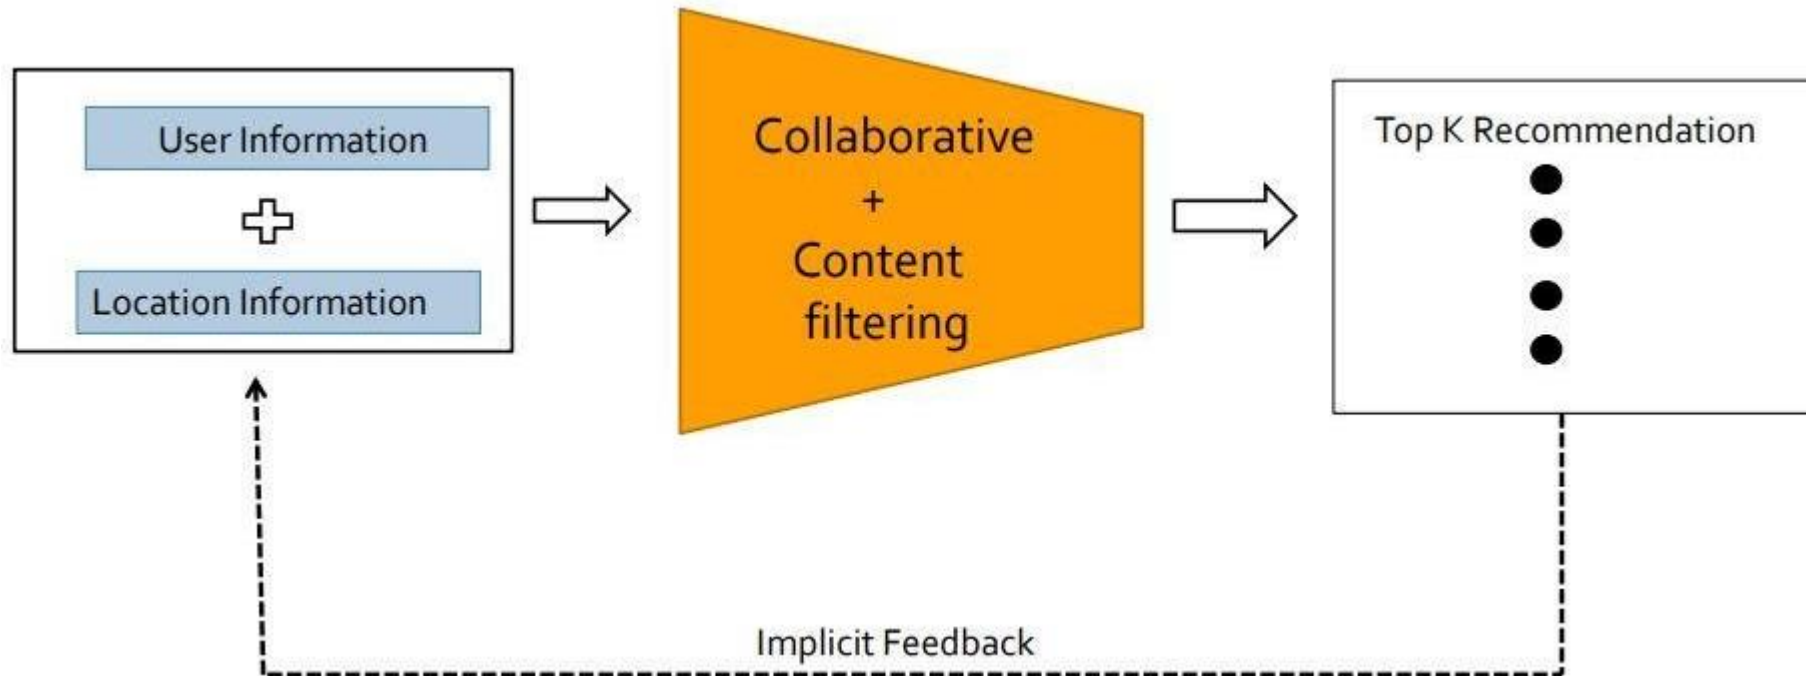 User Information
Location Information
Collaborative
+
Content
filtering
Top K Recommendation
Implicit Feedback